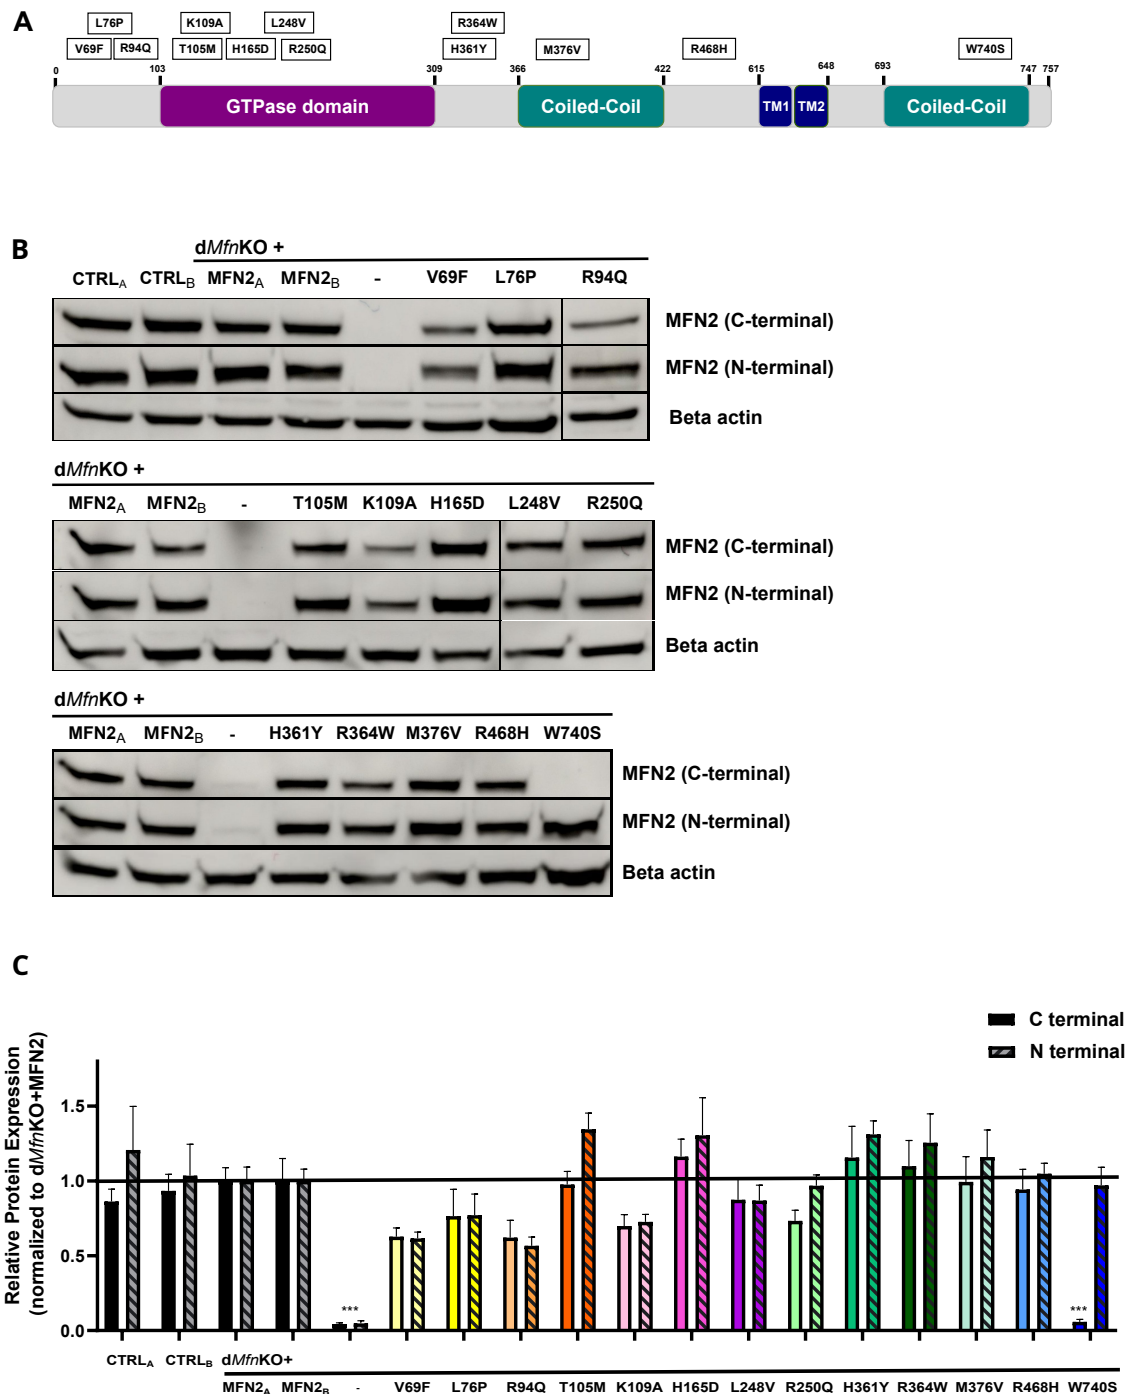 A
L76P K109A L248V R364W
V69F R94Q T105M H165D R250Q H361Y M376V R468H W740S
0 103 309 366 422 615 648 693 747 757
GTPase domain Coiled-Coil TM1 TM2 Coiled-Coil
B
dMfnKO +
CTRLA CTRLB MFN2A MFN2B - V69F L76P R94Q
MFN2 (C-terminal)
MFN2 (N-terminal)
Beta actin
dMfnKO +
MFN2A MFN2B - T105M K109A H165D L248V R250Q
MFN2 (C-terminal)
MFN2 (N-terminal)
Beta actin
dMfnKO +
MFN2A MFN2B - H361Y R364W M376V R468H W740S
MFN2 (C-terminal)
MFN2 (N-terminal)
Beta actin
C
C terminal
N terminal
Relative Protein Expression
(normalized to dMfnKO+MFN2)
1.5
1.0
0.5
0.0
*** ***
CTRLA CTRLB dMfnKO+
MFN2A MFN2B - V69F L76P R94Q T105M K109A H165D L248V R250Q H361Y R364W M376V R468H W740S